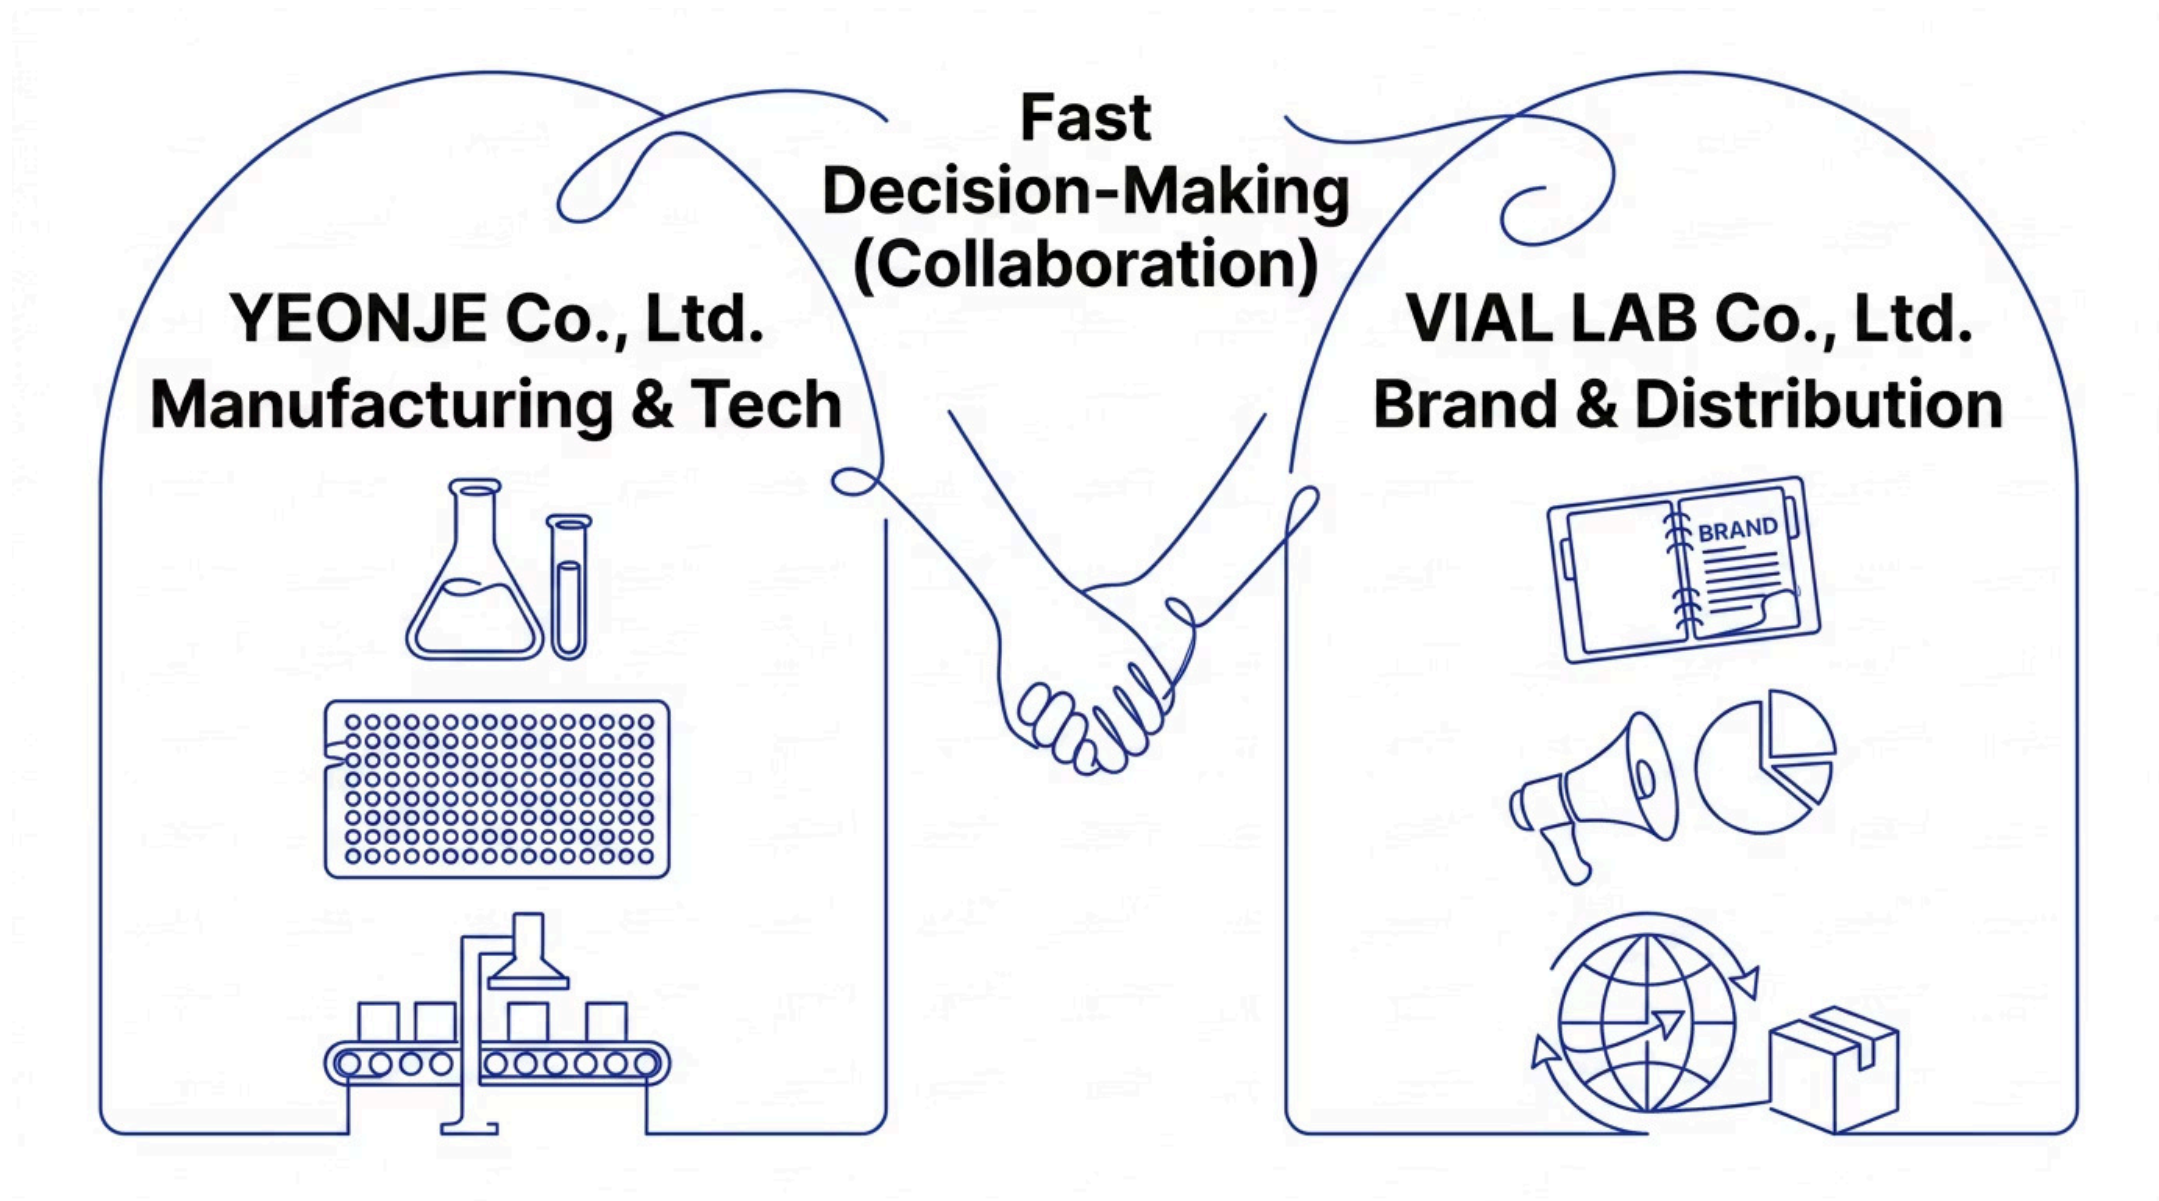 Fast
Decision-Making
(Collaboration)
YEONJE Co., Ltd.
Manufacturing & Tech
VIAL LAB Co., Ltd.
Brand & Distribution
BRAND